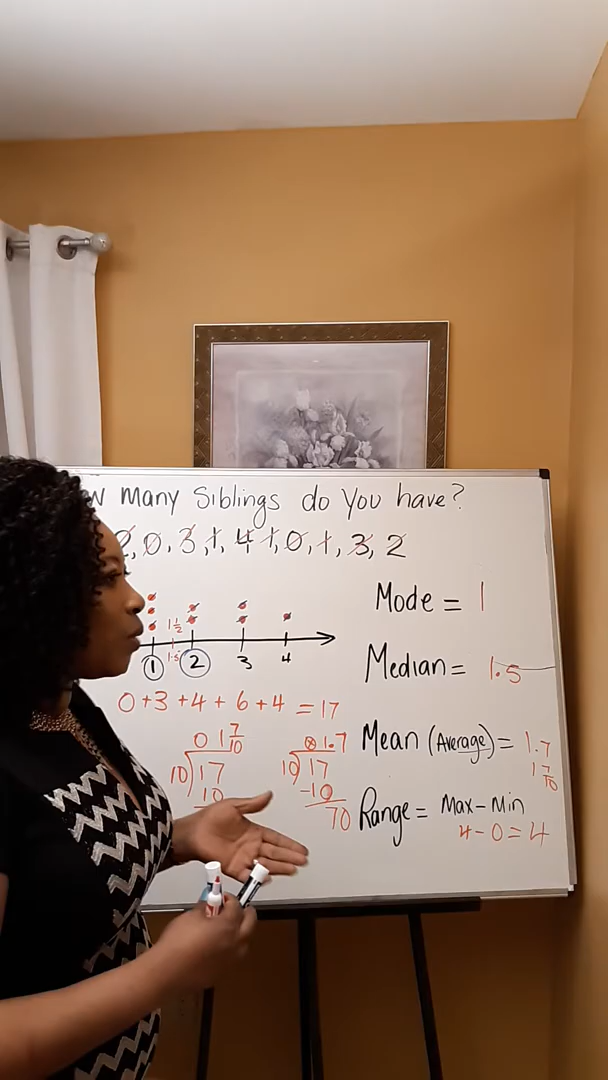 w many Siblings do You have?
2, 0, 3, 1, 4, 1, 0, 1, 3, 2
Mode = 1
1 1/2
1.5
1 2 3 4
Median = 1.5
0 + 3 + 4 + 6 + 4 = 17
Mean (Average) = 1.7
1 7/10
0 1 7/10
10)17
10
0 1.7
10)17
-10
70
Range = Max - Min
4 - 0 = 4